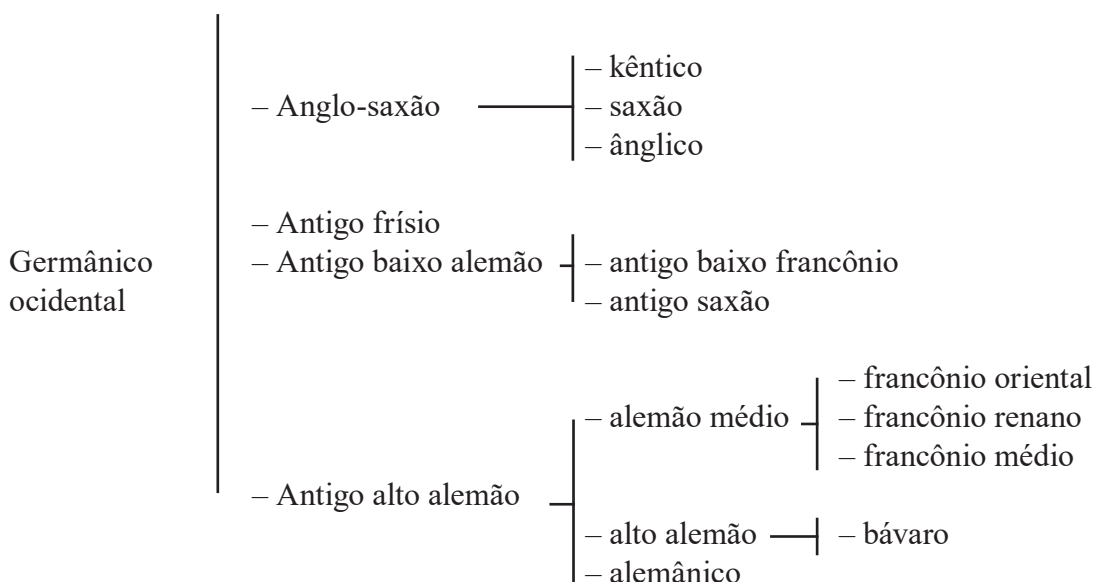 – kêntico
– Anglo-saxão – saxão
– ânglico
– Antigo frísio
Germânico – Antigo baixo alemão – antigo baixo francônio
ocidental – antigo saxão
– francônio oriental
– alemão médio – francônio renano
– francônio médio
– Antigo alto alemão
– alto alemão – bávaro
– alemânico